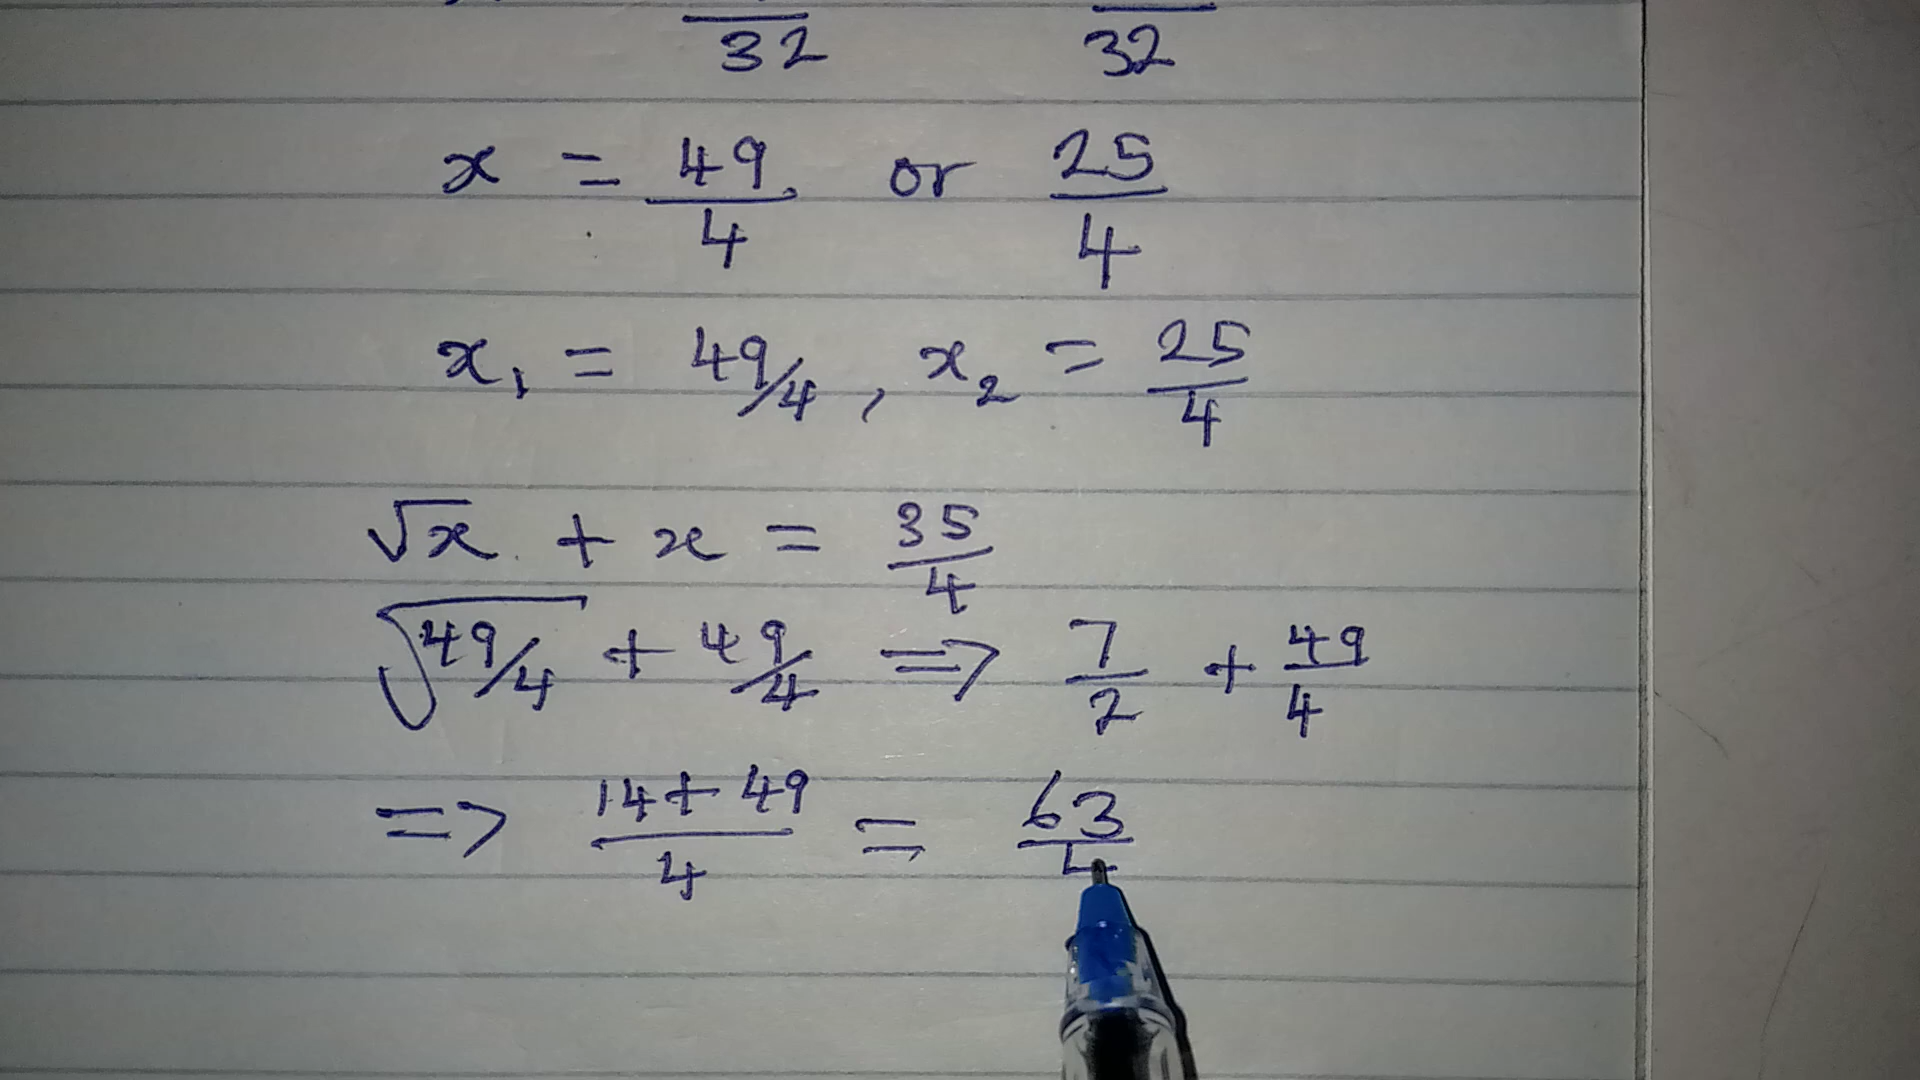 32 32
x = 49/4 or 25/4
x₁ = 49/4, x₂ = 25/4
√x + x = 35/4
√(49/4) + 49/4 => 7/2 + 49/4
=> (14+49)/4 = 63/4